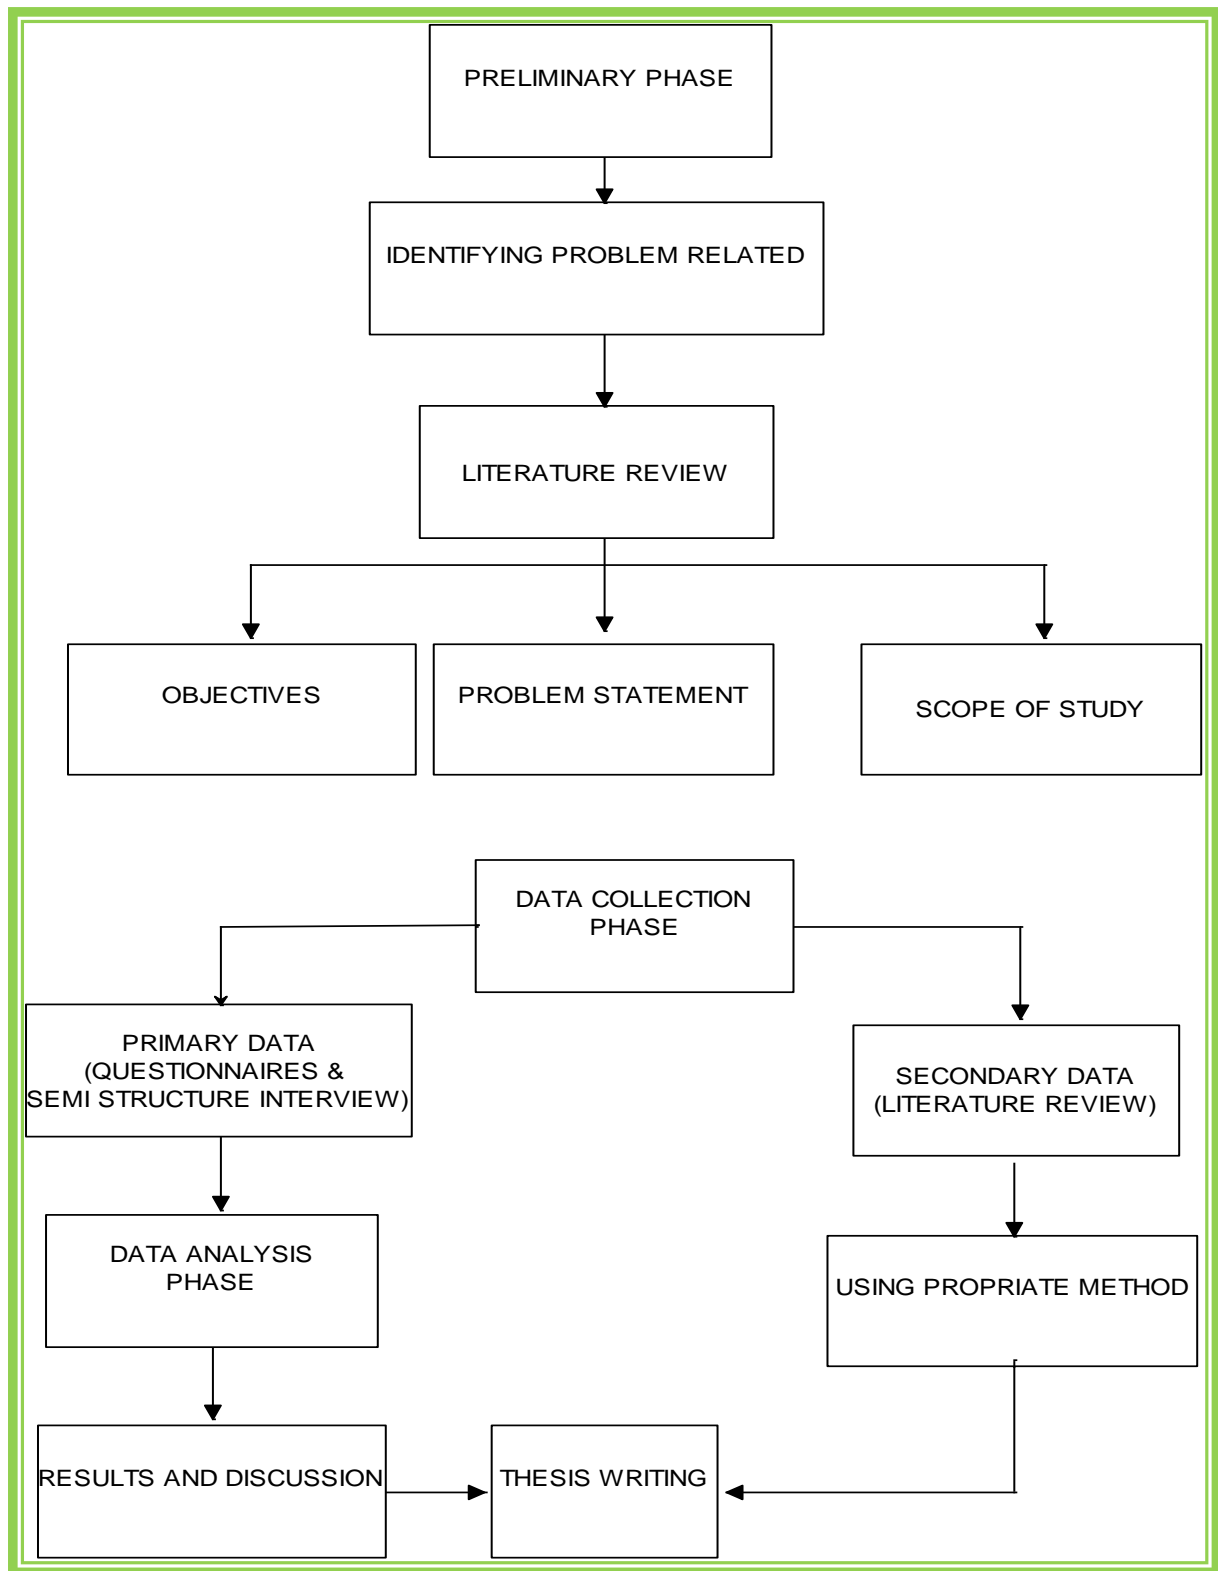 PRELIMINARY PHASE
IDENTIFYING PROBLEM RELATED
LITERATURE REVIEW
OBJECTIVES
PROBLEM STATEMENT
SCOPE OF STUDY
DATA COLLECTION
PHASE
PRIMARY DATA
(QUESTIONNAIRES &
SEMI STRUCTURE INTERVIEW)
SECONDARY DATA
(LITERATURE REVIEW)
DATA ANALYSIS
PHASE
USING PROPRIATE METHOD
RESULTS AND DISCUSSION
THESIS WRITING